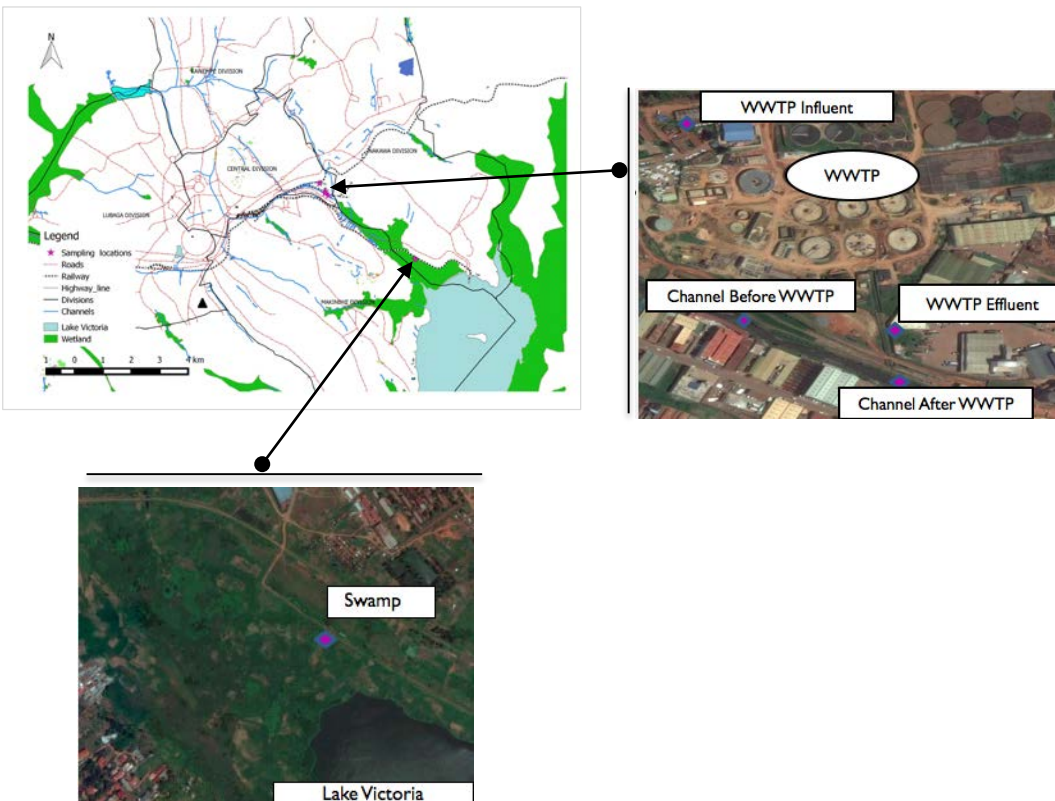 N
KAWEMPE DIVISION
NAKAWA DIVISION
CENTRAL DIVISION
LUBAGA DIVISION
MAKINDYE DIVISION
Legend
Sampling locations
Roads
Railway
Highway_line
Divisions
Channels
Lake Victoria
Wetland
1 0 1 2 3 4 km
WWTP Influent
WWTP
Channel Before WWTP
WWTP Effluent
Channel After WWTP
Swamp
Lake Victoria